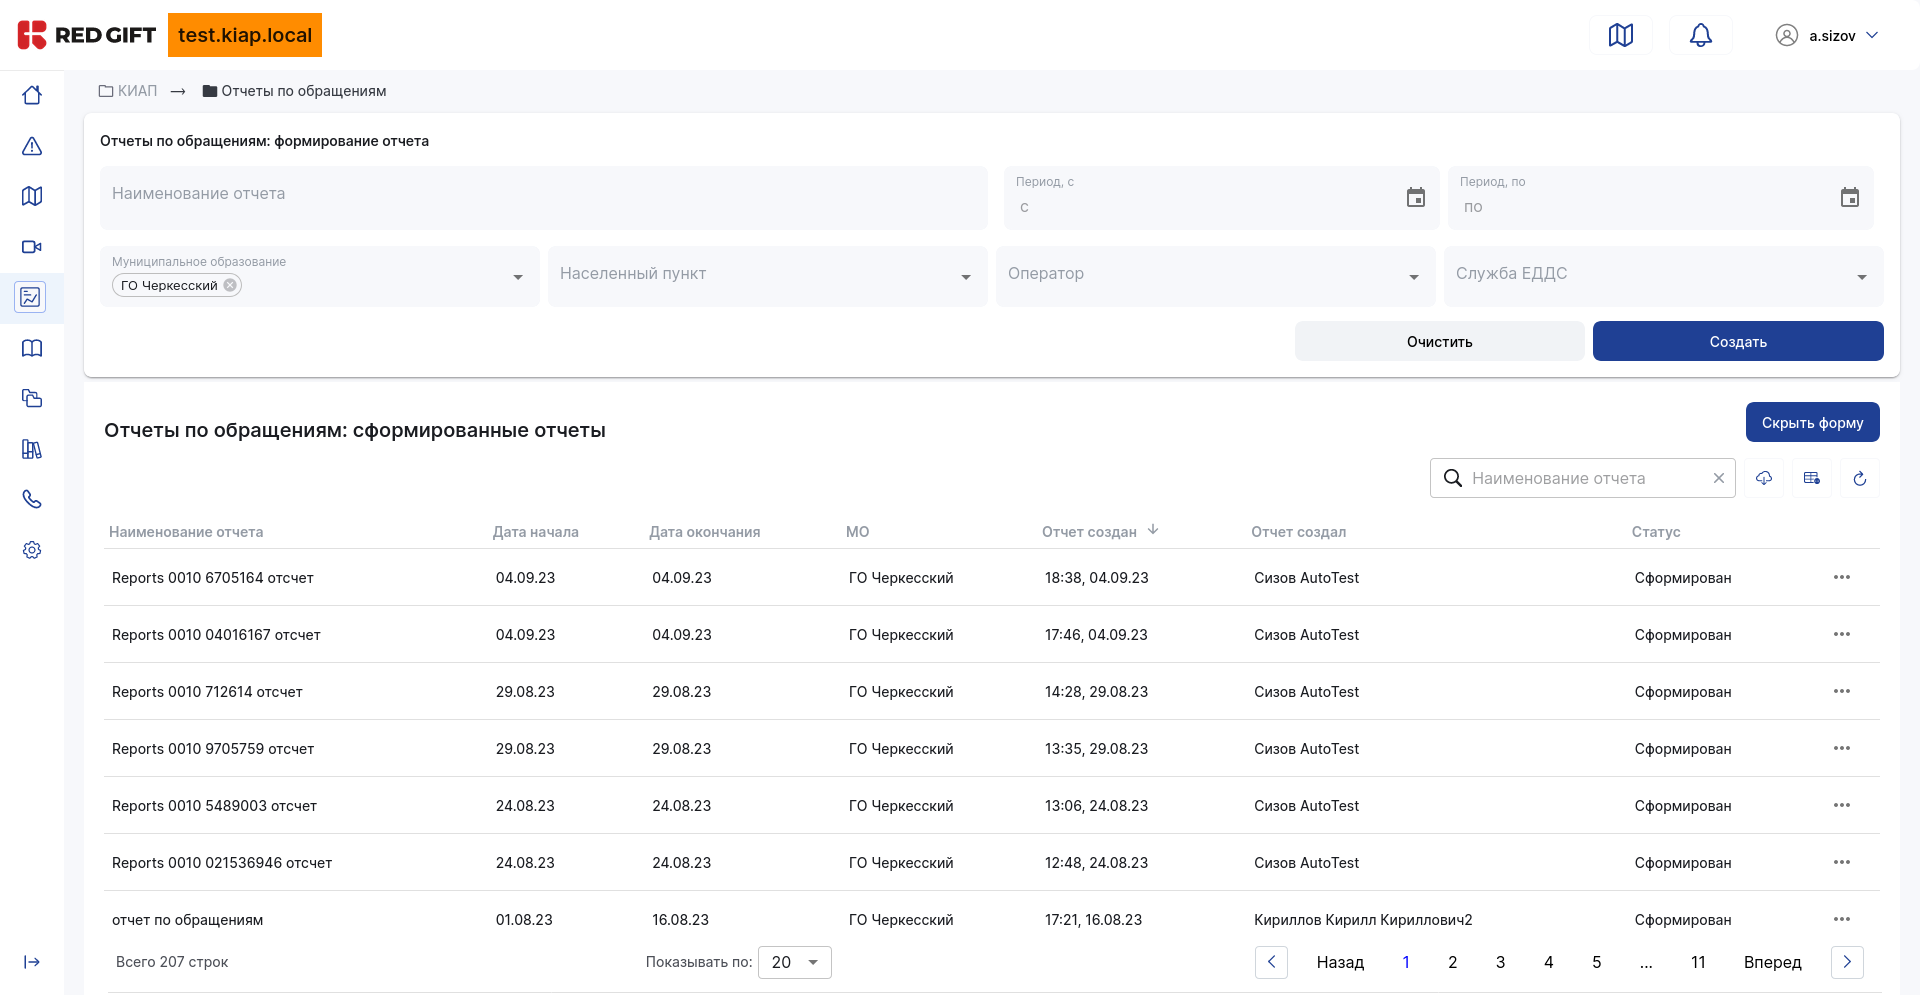 RED GIFT test.kiap.local a.sizov
КИАП → Отчеты по обращениям
Отчеты по обращениям: формирование отчета
Наименование отчета
Период, с
с
Период, по
по
Муниципальное образование
ГО Черкесский
Населенный пункт
Оператор
Служба ЕДДС
Очистить
Создать
Отчеты по обращениям: сформированные отчеты
Скрыть форму
Наименование отчета
Наименование отчета Дата начала Дата окончания МО Отчет создан Отчет создал Статус
Reports 0010 6705164 отсчет 04.09.23 04.09.23 ГО Черкесский 18:38, 04.09.23 Сизов AutoTest Сформирован
Reports 0010 04016167 отсчет 04.09.23 04.09.23 ГО Черкесский 17:46, 04.09.23 Сизов AutoTest Сформирован
Reports 0010 712614 отсчет 29.08.23 29.08.23 ГО Черкесский 14:28, 29.08.23 Сизов AutoTest Сформирован
Reports 0010 9705759 отсчет 29.08.23 29.08.23 ГО Черкесский 13:35, 29.08.23 Сизов AutoTest Сформирован
Reports 0010 5489003 отсчет 24.08.23 24.08.23 ГО Черкесский 13:06, 24.08.23 Сизов AutoTest Сформирован
Reports 0010 021536946 отсчет 24.08.23 24.08.23 ГО Черкесский 12:48, 24.08.23 Сизов AutoTest Сформирован
отчет по обращениям 01.08.23 16.08.23 ГО Черкесский 17:21, 16.08.23 Кириллов Кирилл Кириллович2 Сформирован
Всего 207 строк Показывать по: 20 Назад 1 2 3 4 5 ... 11 Вперед